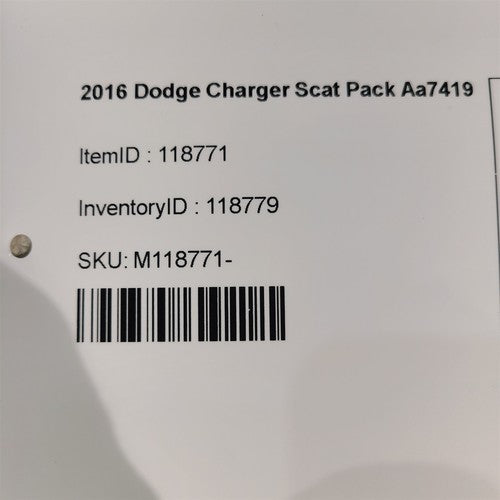 2016 Dodge Charger Scat Pack Aa7419
ItemID : 118771
InventoryID : 118779
SKU: M118771-